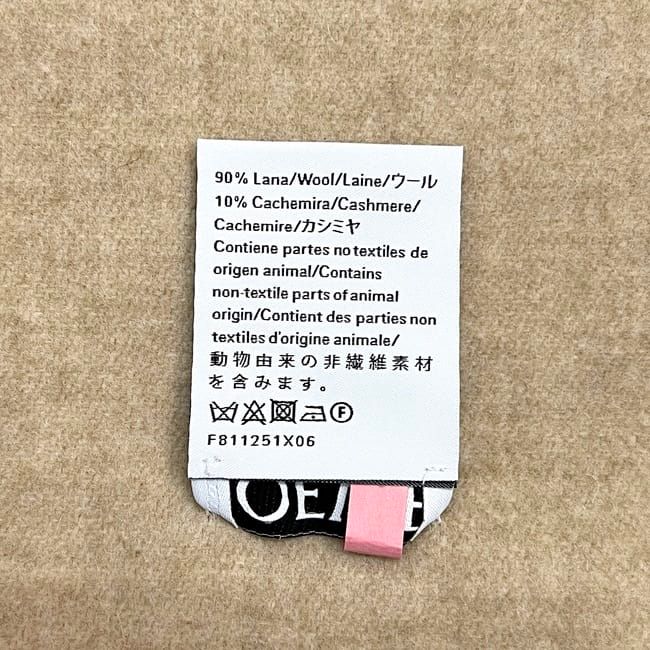 90% Lana/Wool/Laine/ウール
10% Cachemira/Cashmere/
Cachemire/カシミヤ
Contiene partes no textiles de
origen animal/Contains
non-textile parts of animal
origin/Contient des parties non
textiles d'origine animale/
動物由来の非繊維素材
を含みます。
F
F811251X06